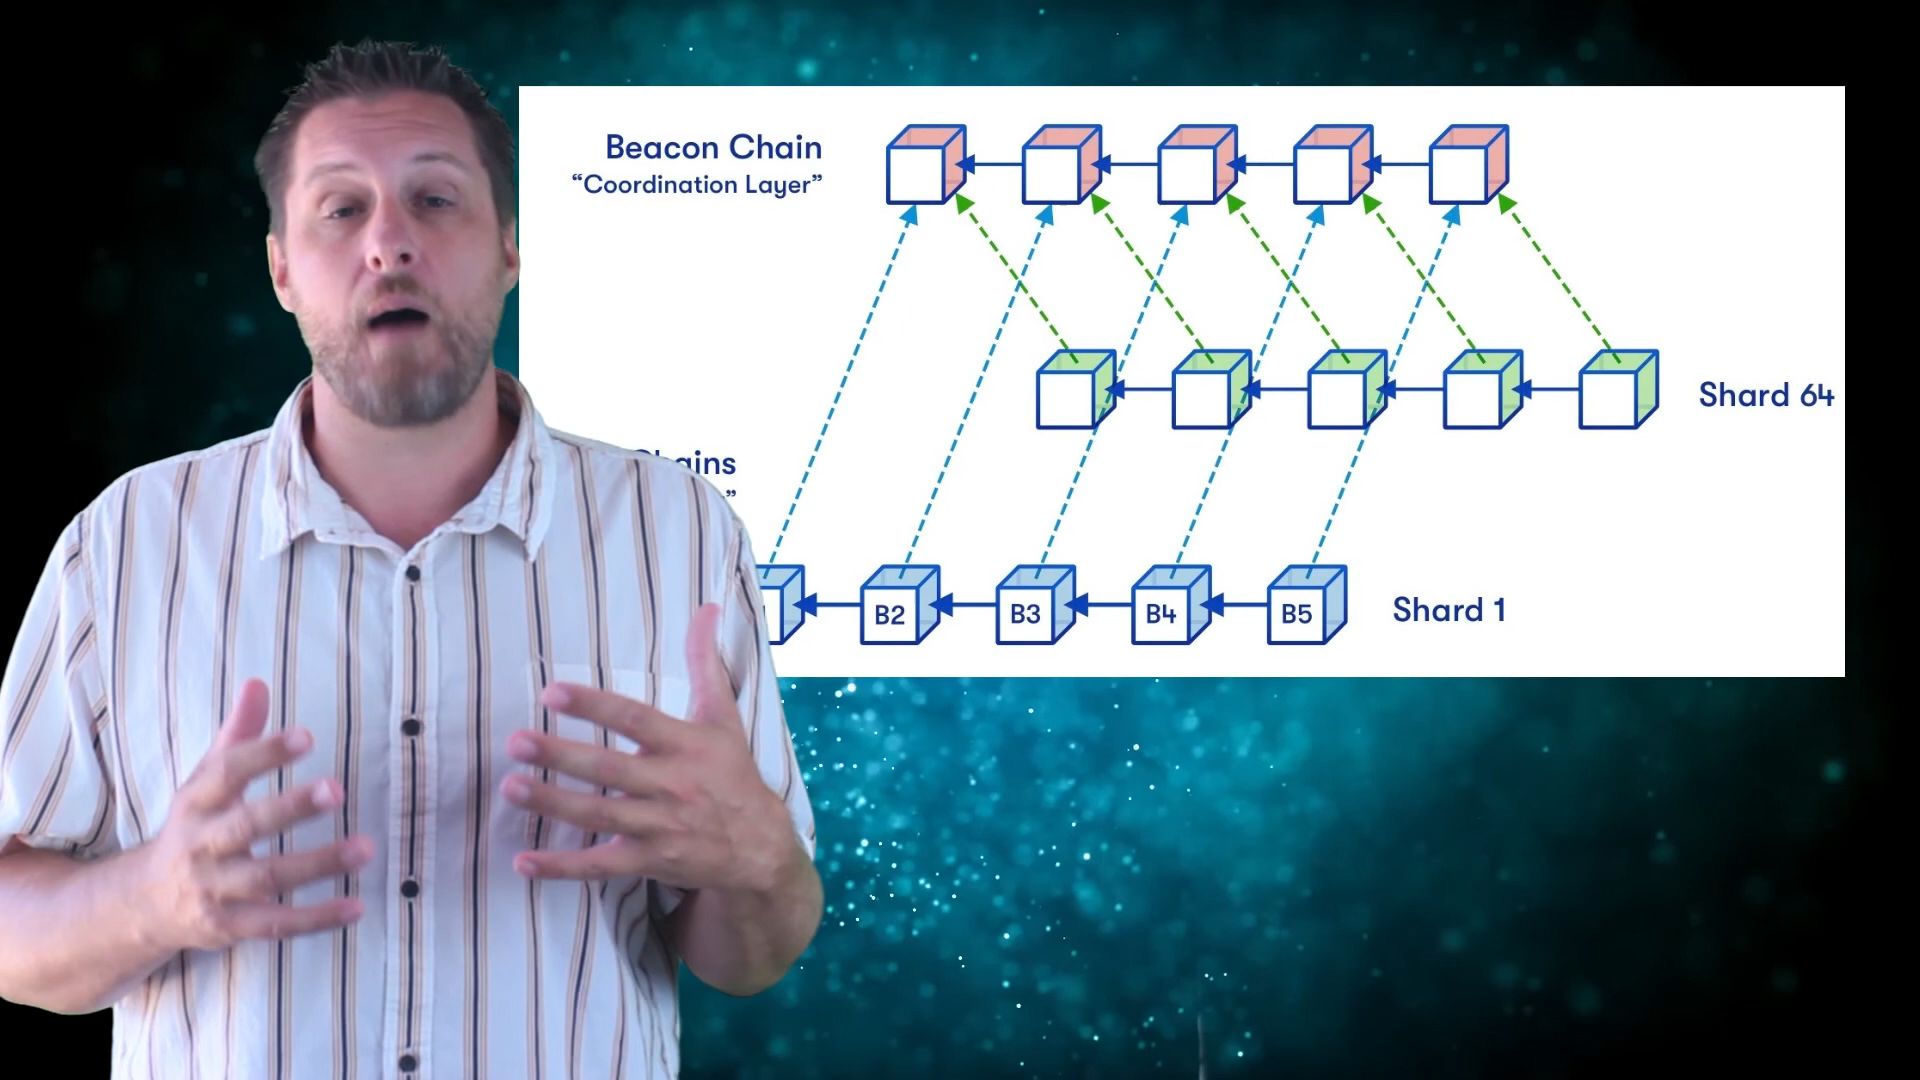 Beacon Chain
“Coordination Layer”
Shard 64
B2
B3
B4
B5
Shard 1